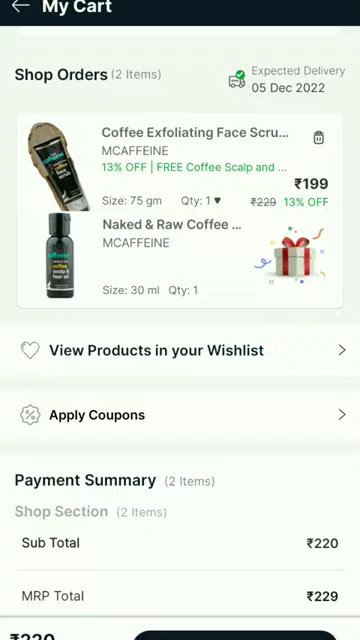 My Cart
Shop Orders (2 Items)
Expected Delivery
05 Dec 2022
Coffee Exfoliating Face Scru...
MCAFFEINE
13% OFF | FREE Coffee Scalp and ...
₹199
Size: 75 gm Qty: 1 ♥ ₹229 13% OFF
Naked & Raw Coffee ...
MCAFFEINE
Size: 30 ml Qty: 1
View Products in your Wishlist
Apply Coupons
Payment Summary (2 Items)
Shop Section (2 Items)
Sub Total ₹220
MRP Total ₹229